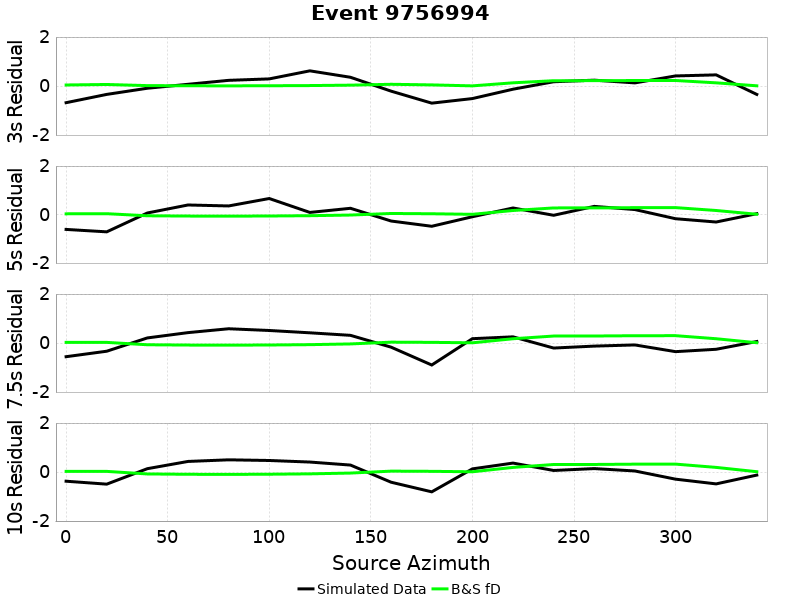 Event 9756994
3s Residual
2
0
-2
5s Residual
2
0
-2
7.5s Residual
2
0
-2
10s Residual
2
0
-2
0 50 100 150 200 250 300
Source Azimuth
Simulated Data B&S fD